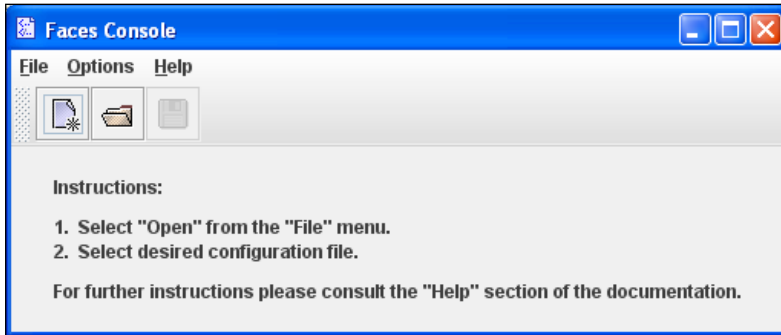 Faces Console
File Options Help
Instructions:
1. Select "Open" from the "File" menu.
2. Select desired configuration file.
For further instructions please consult the "Help" section of the documentation.